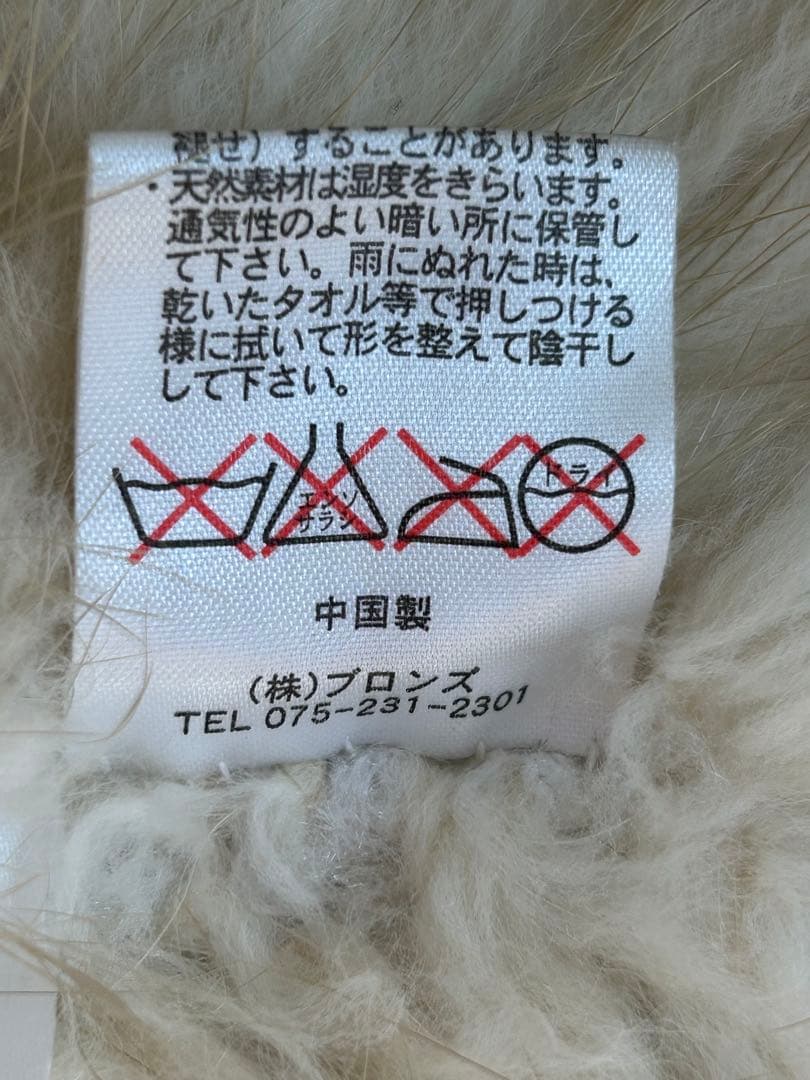 褪せ）することがあります。
・天然素材は湿度をきらいます。
通気性のよい暗い所に保管し
て下さい。雨にぬれた時は、
乾いたタオル等で押しつける
様に拭いて形を整えて陰干し
して下さい。
エンソ
サラシ
ドライ
中国製
(株)ブロンズ
TEL 075-231-2301